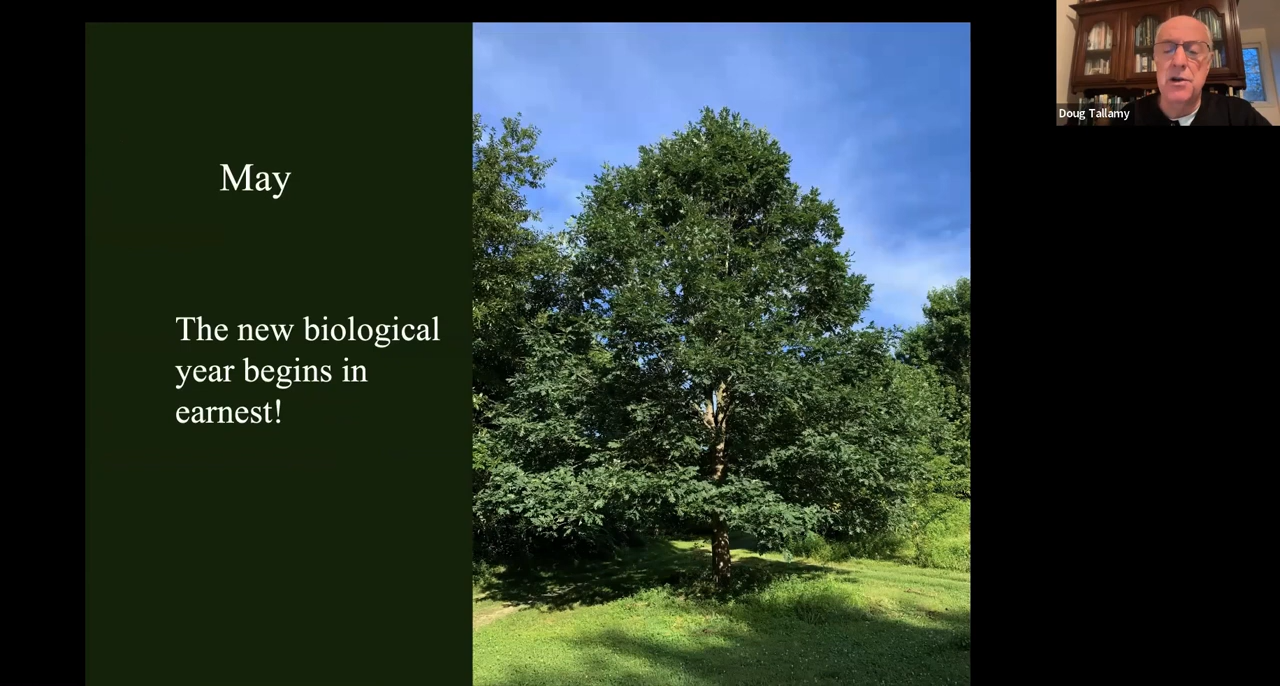 May
The new biological
year begins in
earnest!
Doug Tallamy